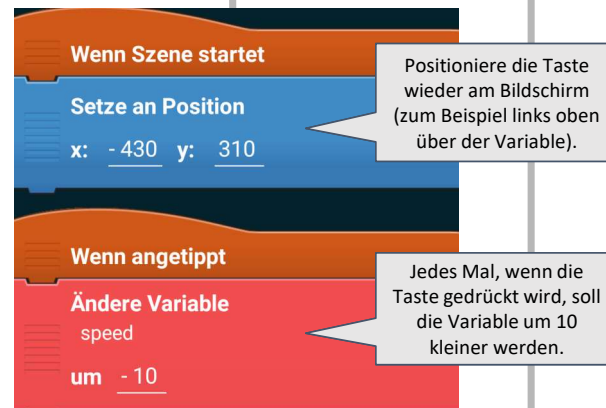 Wenn Szene startet
Setze an Position
x: - 430 y: 310
Positioniere die Taste
wieder am Bildschirm
(zum Beispiel links oben
über der Variable).
Wenn angetippt
Ändere Variable
speed
um - 10
Jedes Mal, wenn die
Taste gedrückt wird, soll
die Variable um 10
kleiner werden.